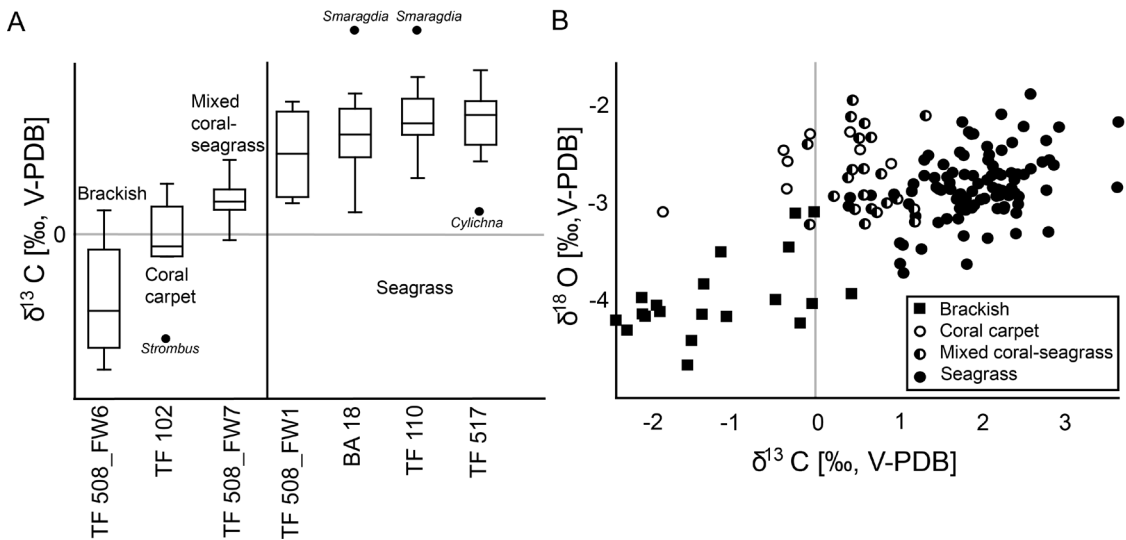 A
Smaragdia
Smaragdia
Mixed
coral-
seagrass
Brackish
0
Coral
carpet
Strombus
Cylichna
Seagrass
δ13 C [‰, V-PDB]
TF 508_FW6
TF 102
TF 508_FW7
TF 508_FW1
BA 18
TF 110
TF 517
B
-2
-3
-4
δ18 O [‰, V-PDB]
Brackish
Coral carpet
Mixed coral-seagrass
Seagrass
-2
-1
0
1
2
3
δ13 C [‰, V-PDB]